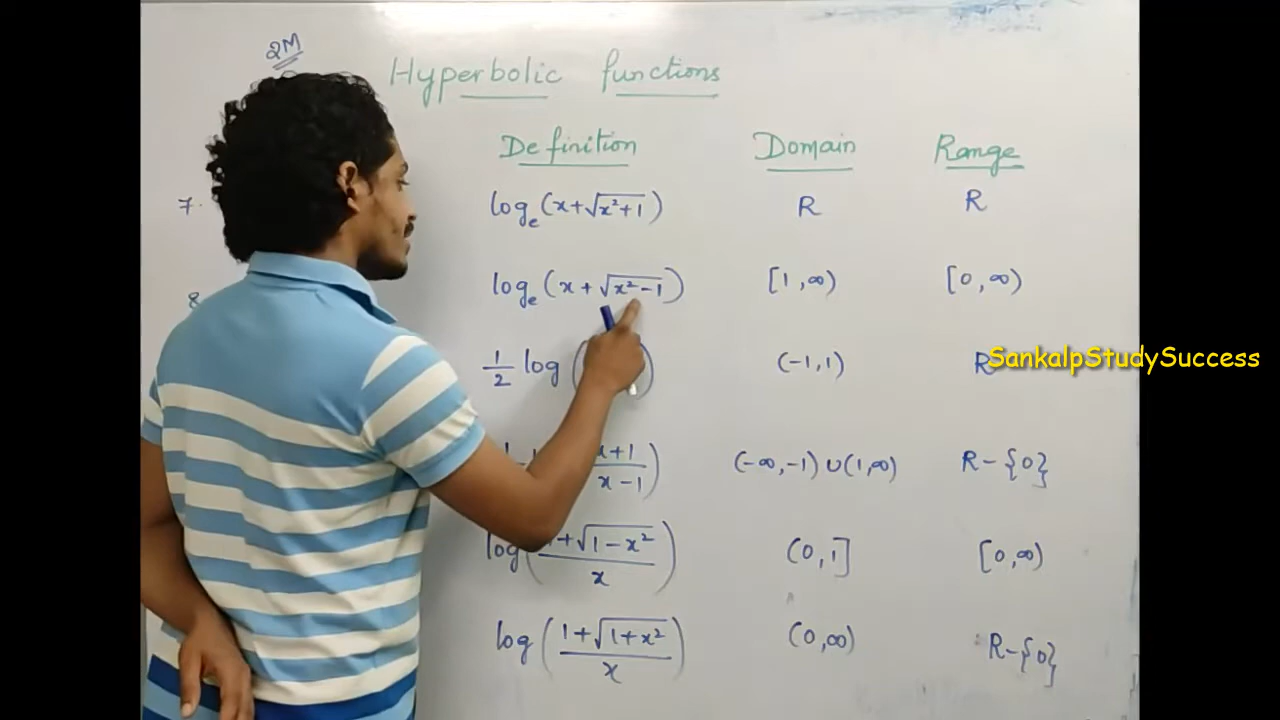 2M
Hyperbolic functions
Definition Domain Range
7. logₑ(x+√(x²+1)) R R
8 logₑ(x+√(x²-1)) [1,∞) [0,∞)
1/2 log ( ) (-1,1) R
SankalpStudySuccess
x+1/x-1) (-∞,-1)∪(1,∞) R-{0}
log( +√(1-x²)/x) (0,1] [0,∞)
log(1+√(1+x²)/x) (0,∞) R-{0}